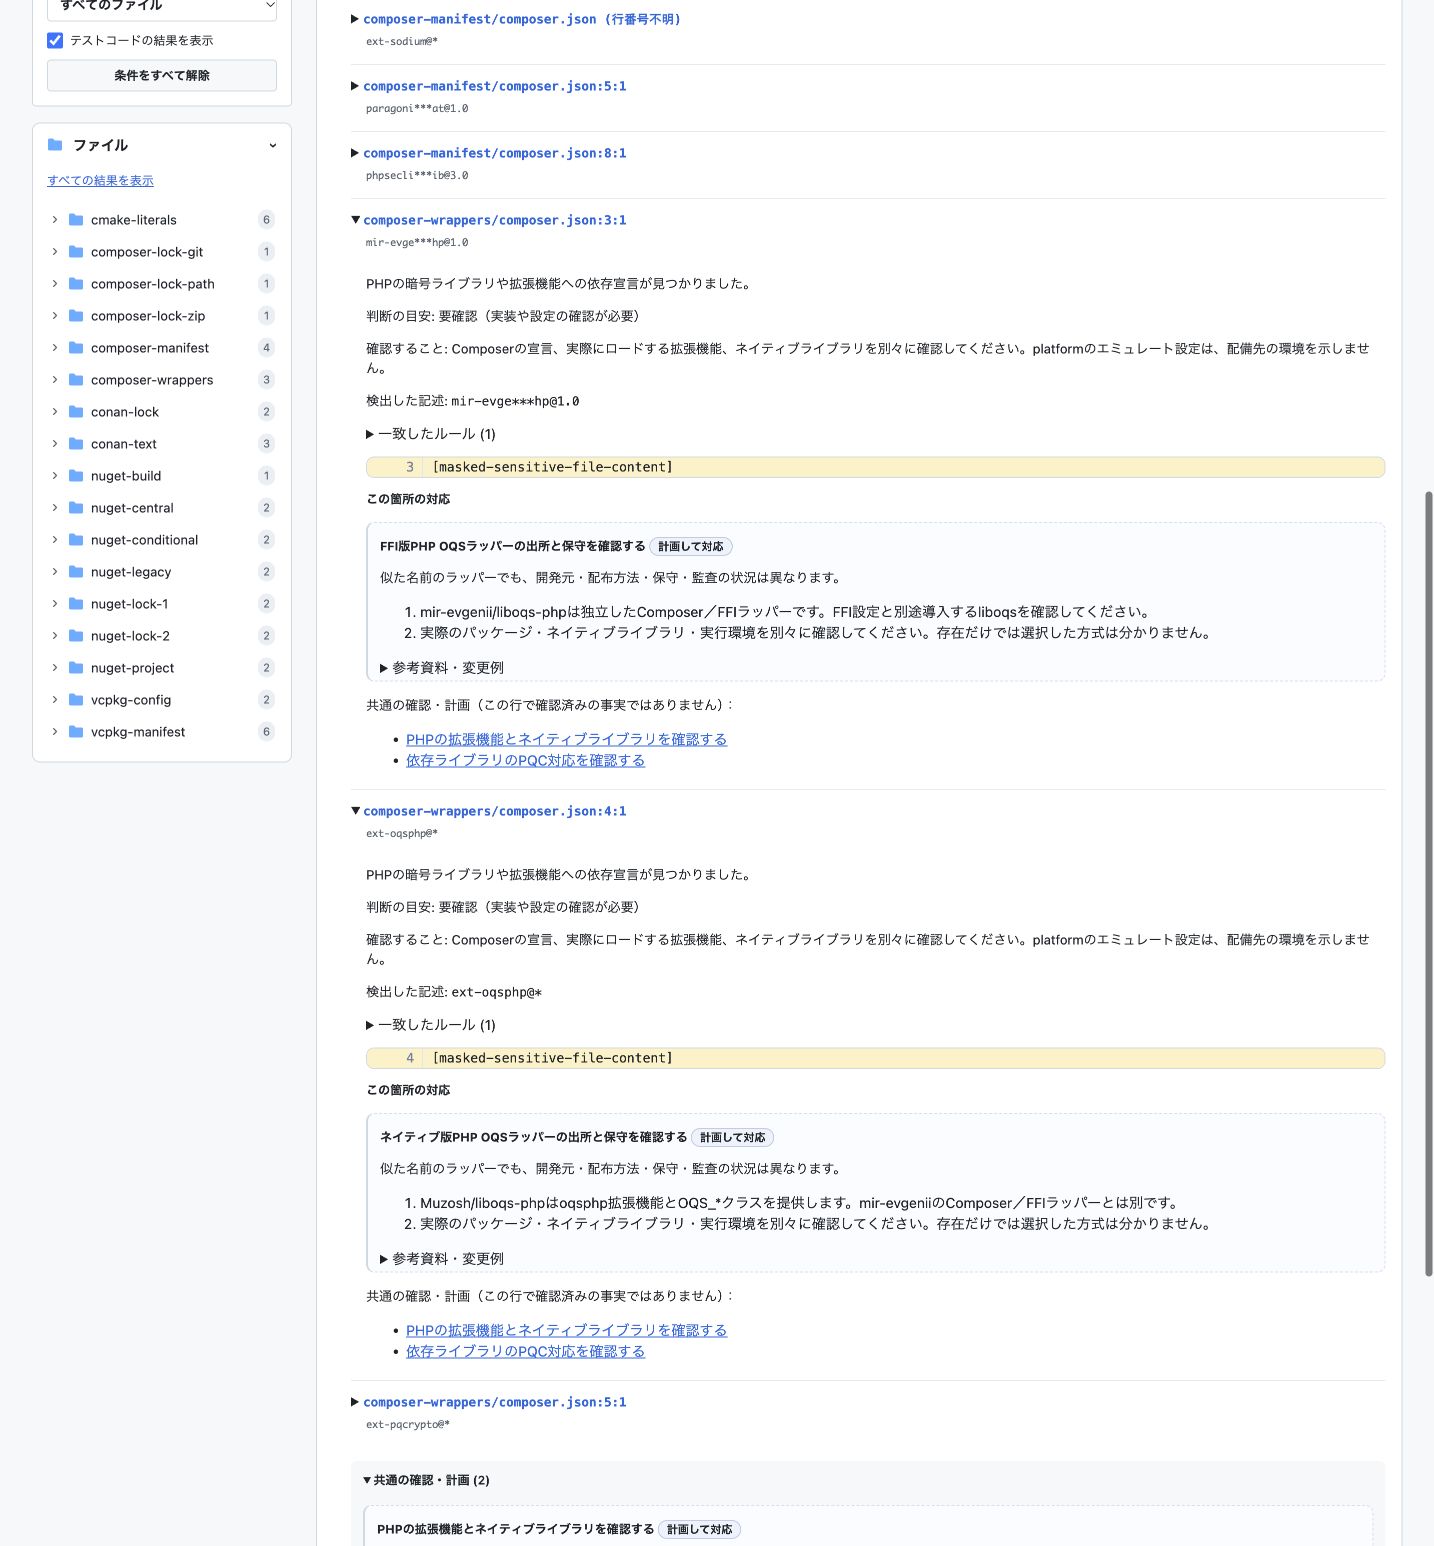 すべてのファイル
テストコードの結果を表示
条件をすべて解除
ファイル
すべての結果を表示
cmake-literals 6
composer-lock-git 1
composer-lock-path 1
composer-lock-zip 1
composer-manifest 4
composer-wrappers 3
conan-lock 2
conan-text 3
nuget-build 1
nuget-central 2
nuget-conditional 2
nuget-legacy 2
nuget-lock-1 2
nuget-lock-2 2
nuget-project 2
vcpkg-config 2
vcpkg-manifest 6
composer-manifest/composer.json (行番号不明)
ext-sodium@*
composer-manifest/composer.json:5:1
paragoni***at@1.0
composer-manifest/composer.json:8:1
phpsecli***ib@3.0
composer-wrappers/composer.json:3:1
mir-evge***hp@1.0
PHPの暗号ライブラリや拡張機能への依存宣言が見つかりました。
判断の目安: 要確認（実装や設定の確認が必要）
確認すること: Composerの宣言、実際にロードする拡張機能、ネイティブライブラリを別々に確認してください。platformのエミュレート設定は、配備先の環境を示しませ
ん。
検出した記述: mir-evge***hp@1.0
一致したルール (1)
3 [masked-sensitive-file-content]
この箇所の対応
FFI版PHP OQSラッパーの出所と保守を確認する 計画して対応
似た名前のラッパーでも、開発元・配布方法・保守・監査の状況は異なります。
1. mir-evgenii/liboqs-phpは独立したComposer／FFIラッパーです。FFI設定と別途導入するliboqsを確認してください。
2. 実際のパッケージ・ネイティブライブラリ・実行環境を別々に確認してください。存在だけでは選択した方式は分かりません。
参考資料・変更例
共通の確認・計画（この行で確認済みの事実ではありません）:
• PHPの拡張機能とネイティブライブラリを確認する
• 依存ライブラリのPQC対応を確認する
composer-wrappers/composer.json:4:1
ext-oqsphp@*
PHPの暗号ライブラリや拡張機能への依存宣言が見つかりました。
判断の目安: 要確認（実装や設定の確認が必要）
確認すること: Composerの宣言、実際にロードする拡張機能、ネイティブライブラリを別々に確認してください。platformのエミュレート設定は、配備先の環境を示しませ
ん。
検出した記述: ext-oqsphp@*
一致したルール (1)
4 [masked-sensitive-file-content]
この箇所の対応
ネイティブ版PHP OQSラッパーの出所と保守を確認する 計画して対応
似た名前のラッパーでも、開発元・配布方法・保守・監査の状況は異なります。
1. Muzosh/liboqs-phpはoqsphp拡張機能とOQS_*クラスを提供します。mir-evgeniiのComposer／FFIラッパーとは別です。
2. 実際のパッケージ・ネイティブライブラリ・実行環境を別々に確認してください。存在だけでは選択した方式は分かりません。
参考資料・変更例
共通の確認・計画（この行で確認済みの事実ではありません）:
• PHPの拡張機能とネイティブライブラリを確認する
• 依存ライブラリのPQC対応を確認する
composer-wrappers/composer.json:5:1
ext-pqcrypto@*
共通の確認・計画 (2)
PHPの拡張機能とネイティブライブラリを確認する 計画して対応